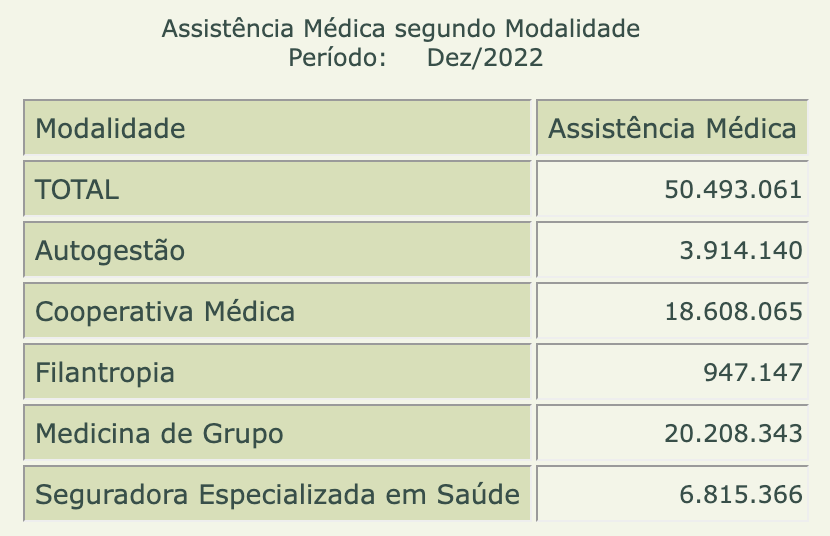 Assistência Médica segundo Modalidade
Período: Dez/2022
Modalidade Assistência Médica
TOTAL 50.493.061
Autogestão 3.914.140
Cooperativa Médica 18.608.065
Filantropia 947.147
Medicina de Grupo 20.208.343
Seguradora Especializada em Saúde 6.815.366